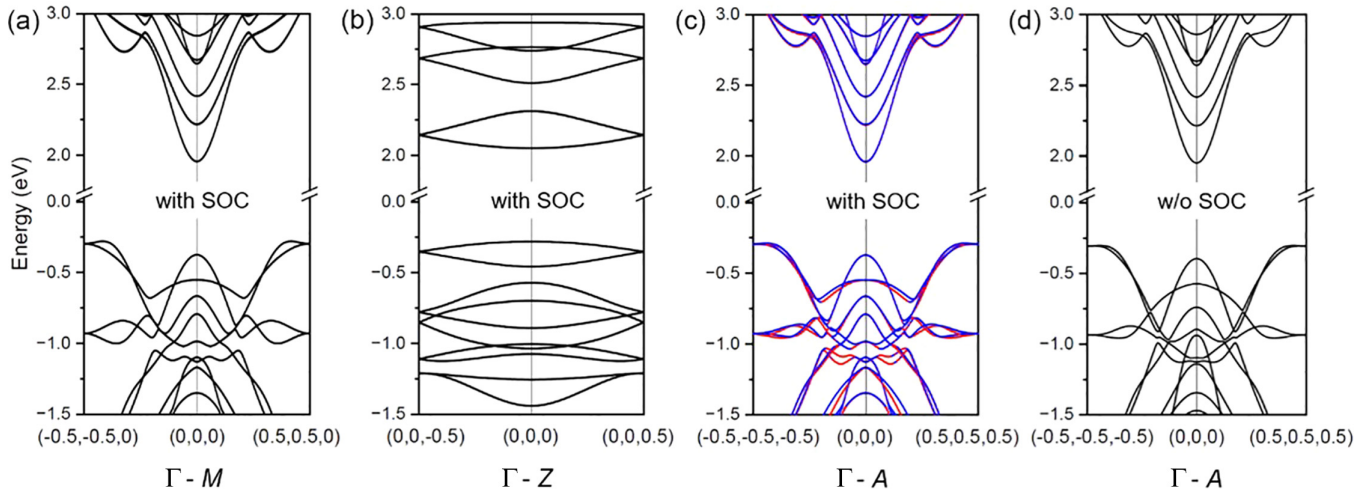 (a) (b) (c) (d)
Energy (eV)
3.0 3.0 3.0 3.0
2.5 2.5 2.5 2.5
2.0 2.0 2.0 2.0
0.0 with SOC 0.0 with SOC 0.0 with SOC 0.0 w/o SOC
−0.5 −0.5 −0.5 −0.5
−1.0 −1.0 −1.0 −1.0
−1.5 −1.5 −1.5 −1.5
(-0.5,-0.5,0) (0,0,0) (0.5,0.5,0) (0,0,-0.5) (0,0,0) (0,0,0.5) (-0.5,-0.5,-0.5) (0,0,0) (0.5,0.5,0.5) (-0.5,-0.5,-0.5) (0,0,0) (0.5,0.5,0.5)
Γ - M Γ - Z Γ - A Γ - A